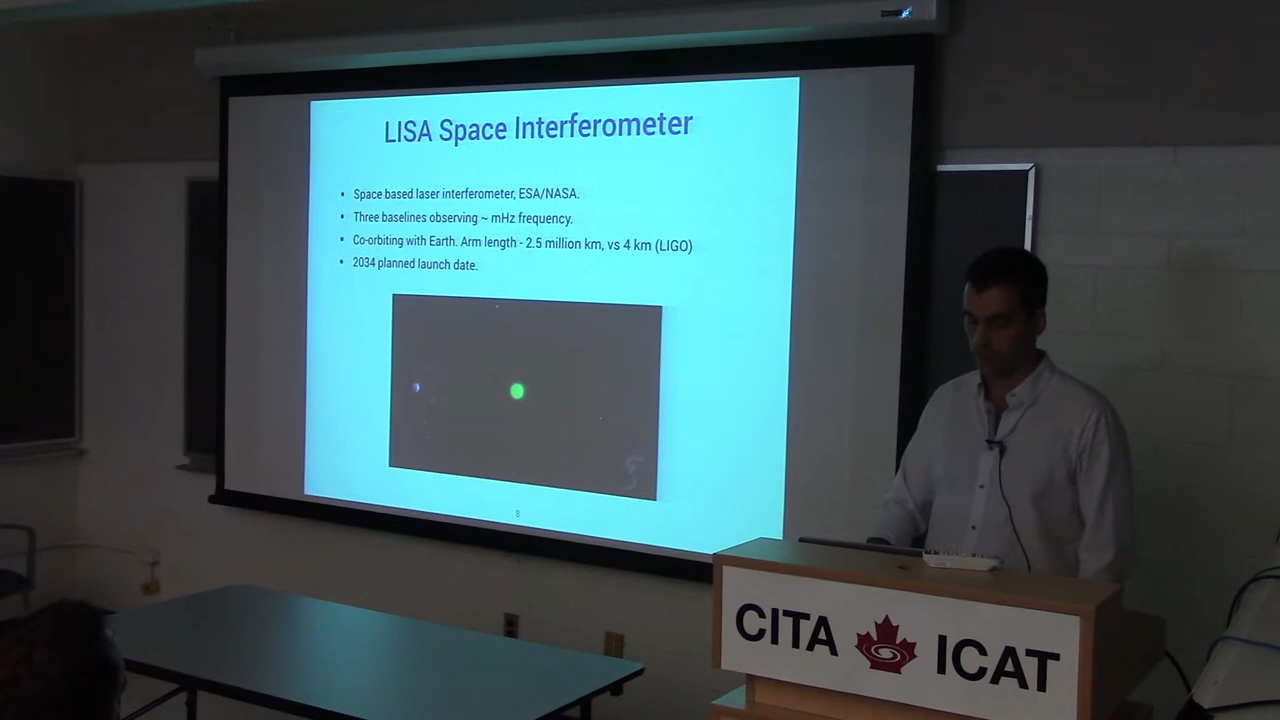 LISA Space Interferometer
• Space based laser interferometer, ESA/NASA.
• Three baselines observing ~ mHz frequency.
• Co-orbiting with Earth. Arm length - 2.5 million km, vs 4 km (LIGO)
• 2034 planned launch date.
8
CITA ICAT